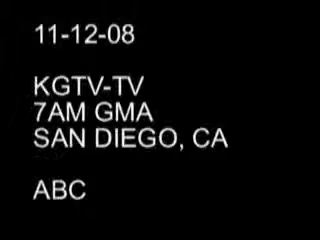 11-12-08
KGTV-TV
7AM GMA
SAN DIEGO, CA
ABC